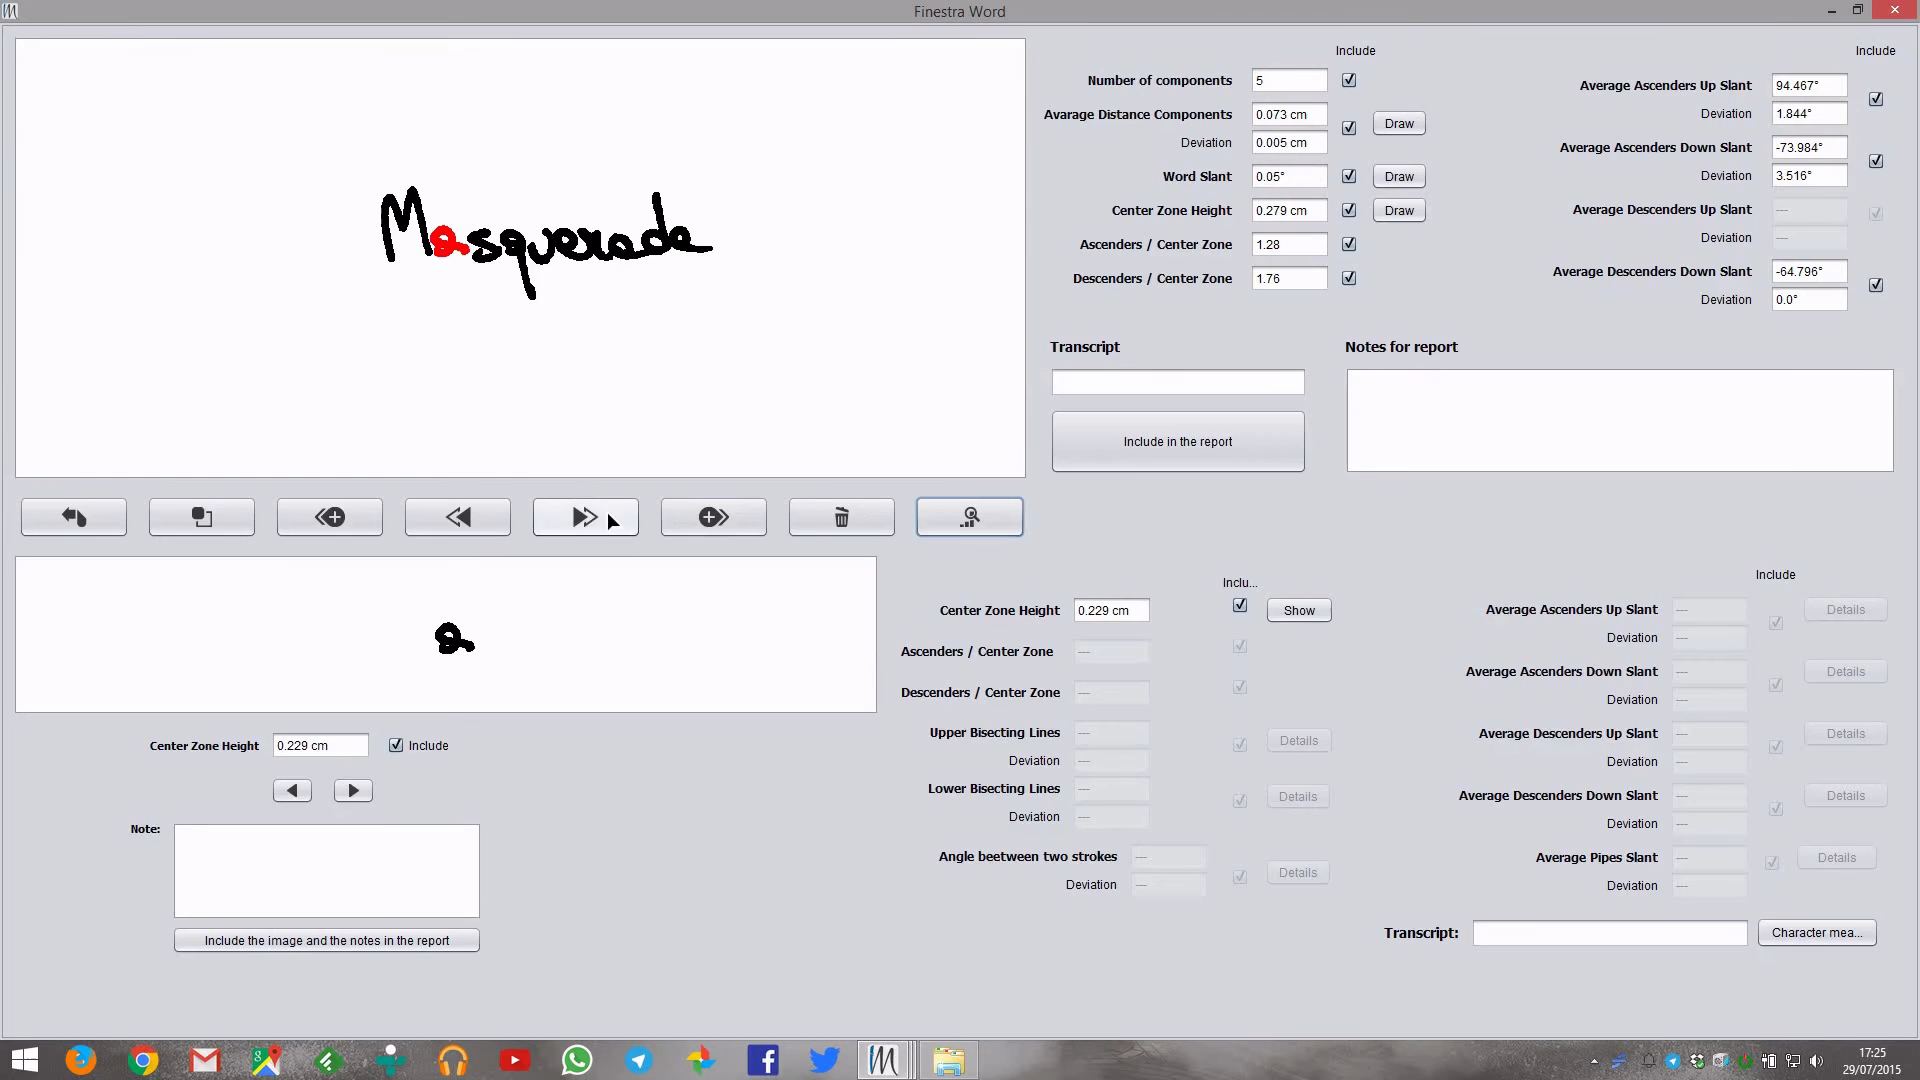 Finestra Word
Masquerade
Include
Number of components 5
Avarage Distance Components 0.073 cm
Draw
Deviation 0.005 cm
Word Slant 0.05° Draw
Center Zone Height 0.279 cm Draw
Ascenders / Center Zone 1.28
Descenders / Center Zone 1.76
Include
Average Ascenders Up Slant 94.467°
Deviation 1.844°
Average Ascenders Down Slant -73.984°
Deviation 3.516°
Average Descenders Up Slant ---
Deviation ---
Average Descenders Down Slant -64.796°
Deviation 0.0°
Transcript
Include in the report
Notes for report
a
Center Zone Height 0.229 cm Include
Note:
Include the image and the notes in the report
Inclu...
Center Zone Height 0.229 cm Show
Ascenders / Center Zone ---
Descenders / Center Zone ---
Upper Bisecting Lines --- Details
Deviation ---
Lower Bisecting Lines --- Details
Deviation ---
Angle beetween two strokes --- Details
Deviation ---
Include
Average Ascenders Up Slant --- Details
Deviation ---
Average Ascenders Down Slant --- Details
Deviation ---
Average Descenders Up Slant --- Details
Deviation ---
Average Descenders Down Slant --- Details
Deviation ---
Average Pipes Slant --- Details
Deviation ---
Transcript: Character mea...
17:25
29/07/2015